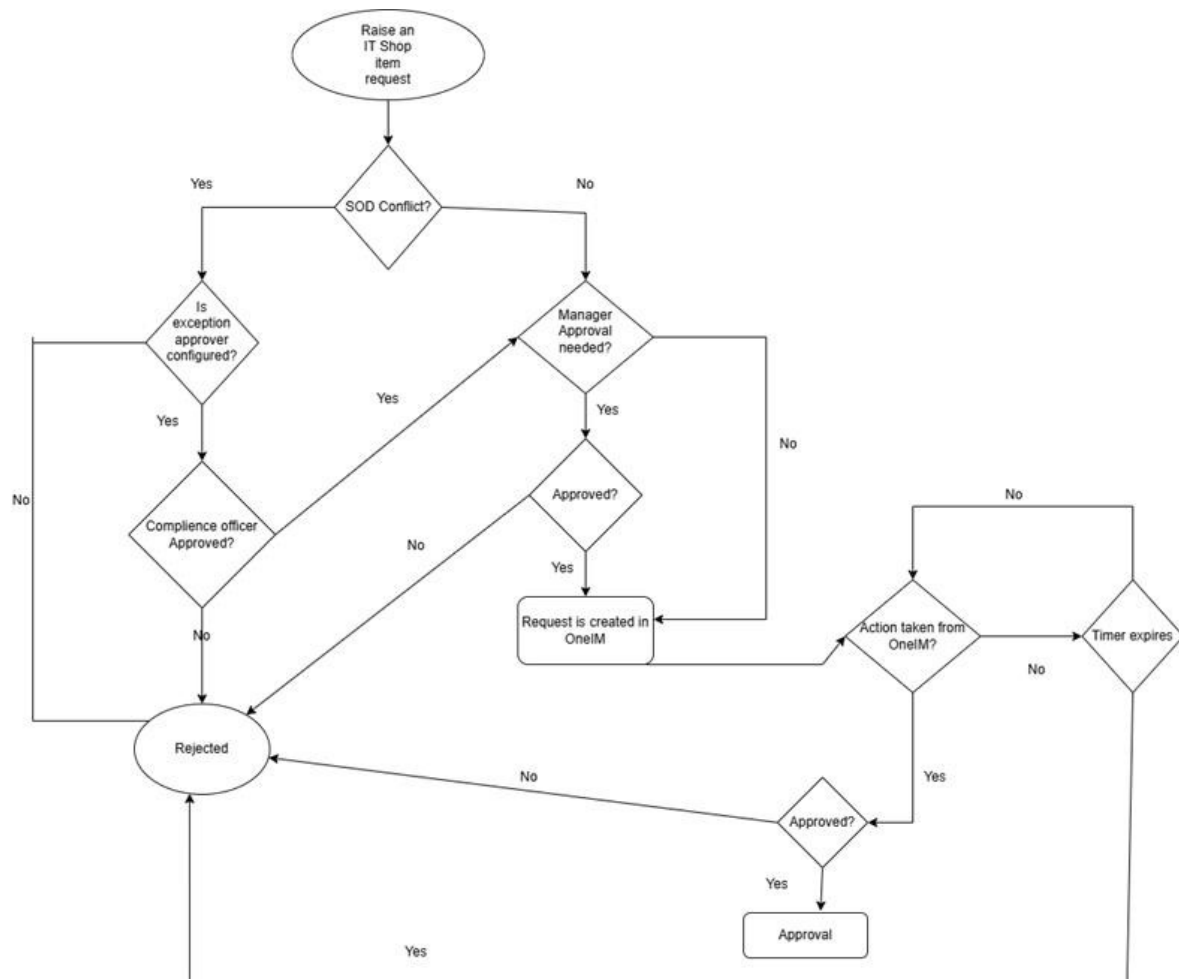 Raise an
IT Shop
item
request
Yes
No
SOD Conflict?
Is
exception
approver
configured?
Manager
Approval
needed?
Yes
Yes
Yes
No
No
Complience officer
Approved?
Approved?
No
No
Yes
No
Request is created in
OneIM
Action taken from
OneIM?
Timer expires
No
Rejected
No
Yes
Approved?
Yes
Approval
Yes